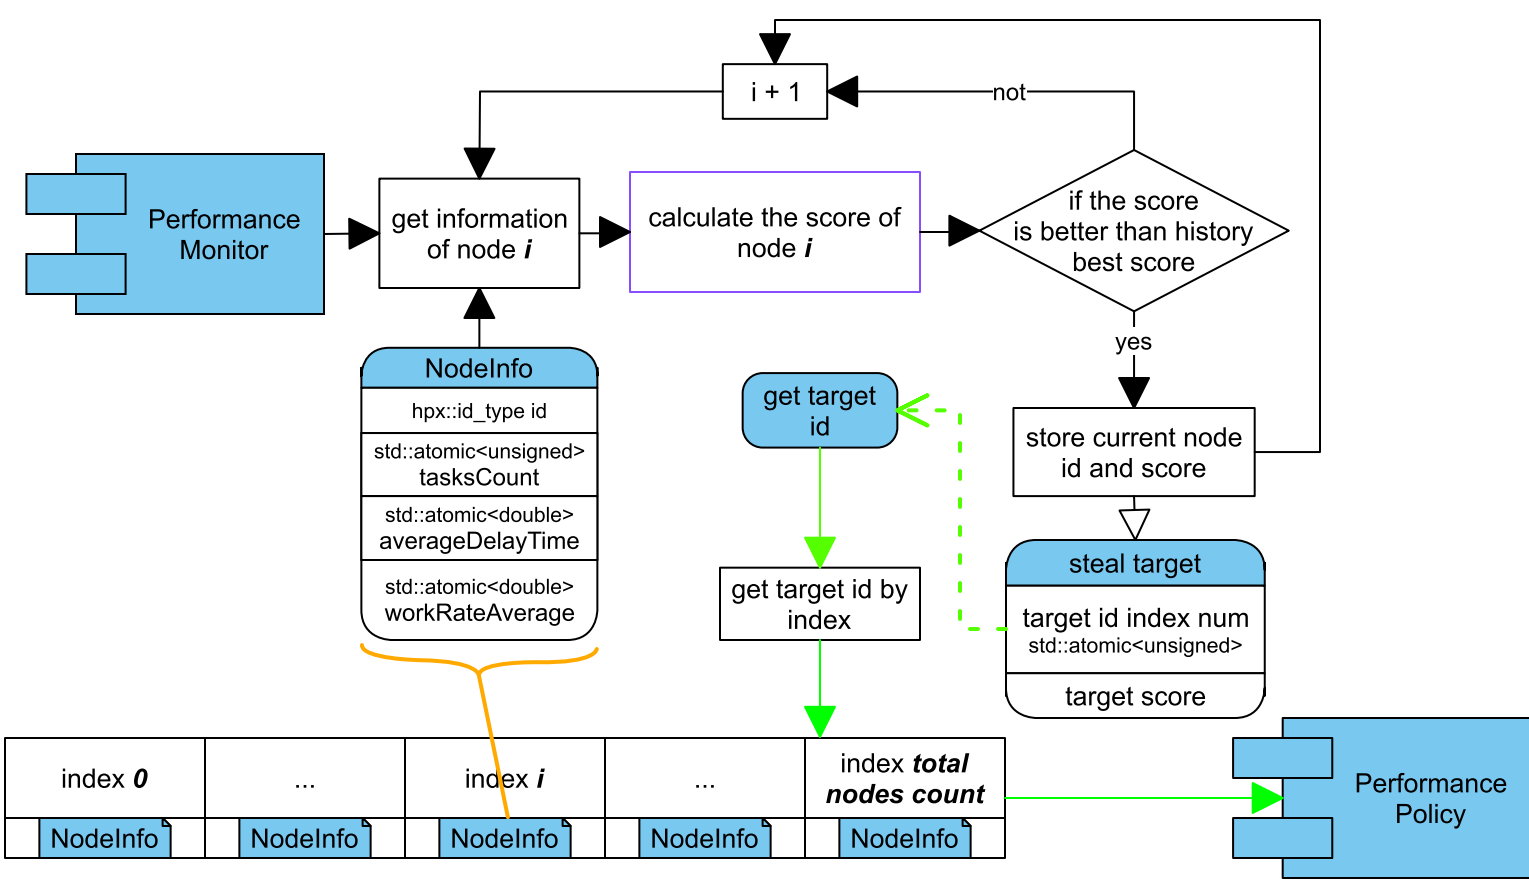 i + 1
not
Performance
Monitor
get information
of node i
calculate the score of
node i
if the score
is better than history
best score
yes
NodeInfo
hpx::id_type id
std::atomic<unsigned>
tasksCount
std::atomic<double>
averageDelayTime
std::atomic<double>
workRateAverage
get target
id
get target id by
index
store current node
id and score
steal target
target id index num
std::atomic<unsigned>
target score
index 0
...
index i
...
index total
nodes count
NodeInfo
NodeInfo
NodeInfo
NodeInfo
NodeInfo
Performance
Policy